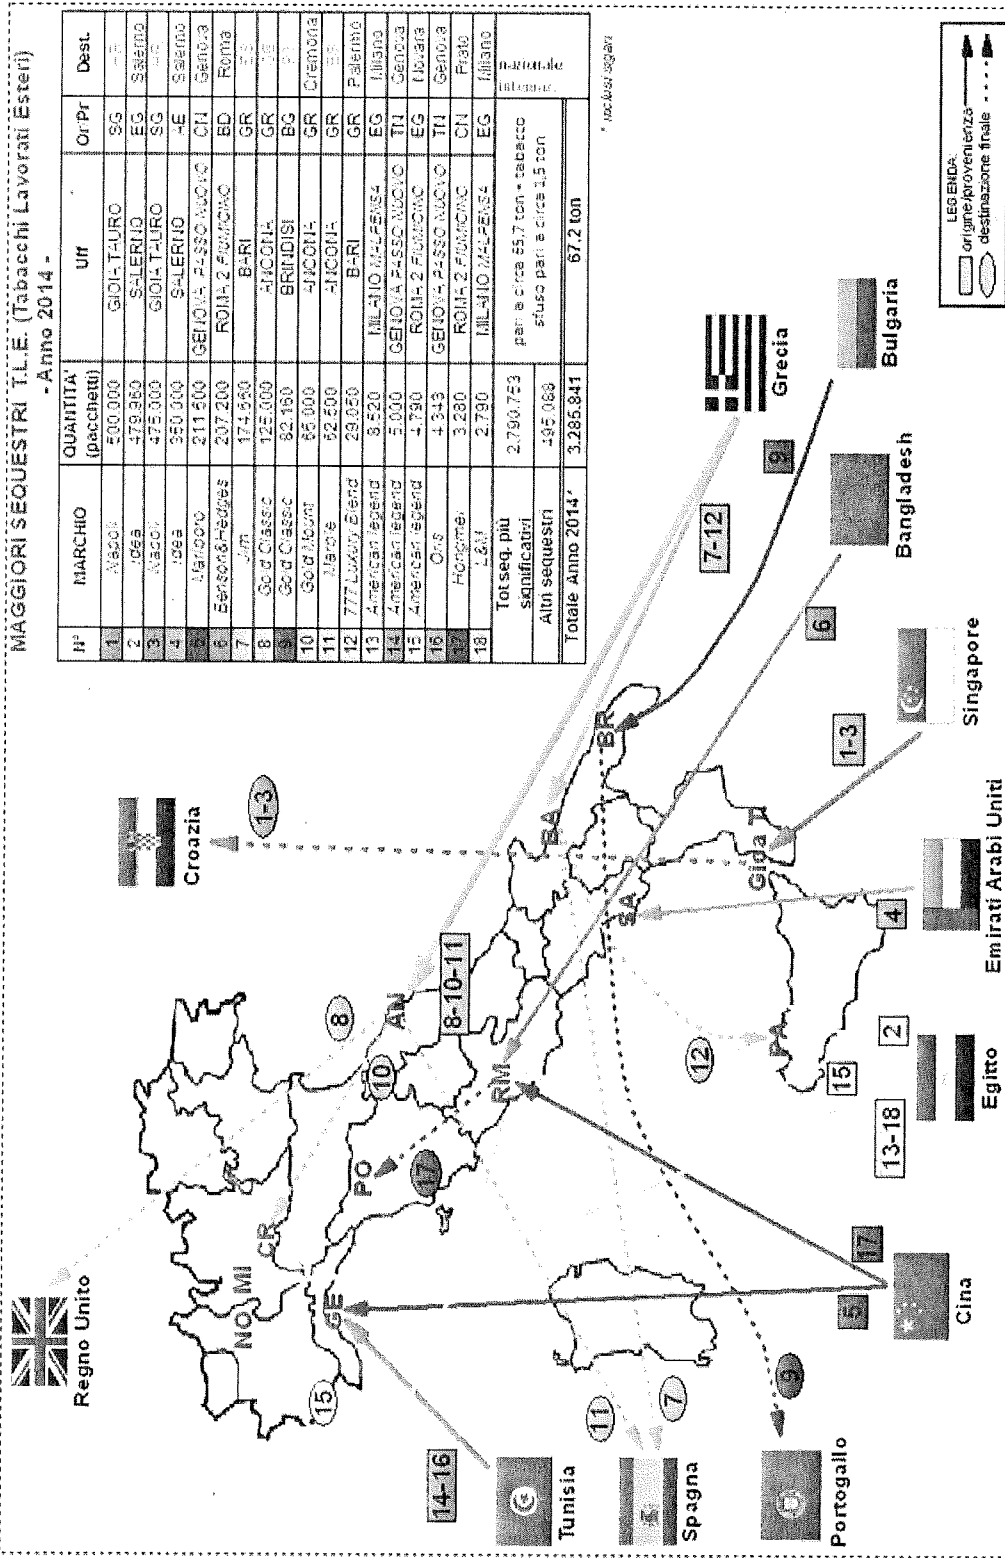 MAGGIORI SEQUESTRI T.L.E. (Tabacchi Lavorati Esteri)
- Anno 2014 -
N° MARCHIO QUANTITA' (pacchetti) Uff Or/Pr Dest.
1 Napoli 500.000 GIOIA TAURO SG
2 Idea 479.960 SALERNO EG Salerno
3 Napoli 475.000 GIOIA TAURO SG
4 Idea 350.000 SALERNO AE Salerno
5 Marlboro 211.500 GENOVA PASSO NUOVO CN Genova
6 Benson&Hedges 207.200 ROMA 2 FIUMICINO BD Roma
7 Jim BARI GR
8 Gold Classic 125.000 ANCONA GR
9 Gold Classic 82.160 BRINDISI BG
10 Gold Mont 65.000 ANCONA GR Cremona
11 Marble 62.500 ANCONA GR
12 777 Luxury Blend 29.050 BARI GR Palermo
13 American legend 8.520 MILANO MALPENSA EG Milano
14 American legend 5.000 GENOVA PASSO NUOVO TN Genova
15 American legend 4.790 ROMA 2 FIUMICINO EG Novara
16 Oris 4.343 GENOVA PASSO NUOVO TN Genova
17 3.280 ROMA 2 FIUMICINO CN Prato
18 L&M 2.790 MILANO MALPENSA EG Milano
Tot seq. più significativi 2.790.753 pari a circa 65,7 ton + tabacco sfuso pari a circa 1,5 ton nazionale
Altri sequestri 495.088
Totale Anno 2014* 3.285.841 67,2 ton
* inclusi sigari
Regno Unito
Croazia
1-3
8
NO MI
CR
15
GE
PO
10
AN
8-10-11
17
RM
BA
BR
SA
Gioia T
12
PA
15
7-12
9
Grecia
Bulgaria
6
Bangladesh
1-3
Singapore
4
Emirati Arabi Uniti
2
13-18
Egitto
17
5
Cina
14-16
Tunisia
11
7
Spagna
9
Portogallo
LEGENDA:
origine/provenienza
destinazione finale